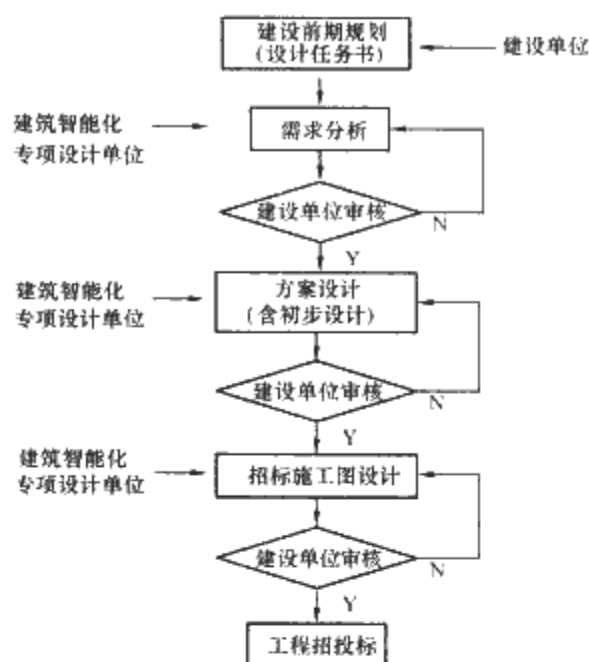 建设前期规划
(设计任务书)
建设单位
建筑智能化
专项设计单位
需求分析
建设单位审核
N
Y
建筑智能化
专项设计单位
方案设计
(含初步设计)
建设单位审核
N
Y
建筑智能化
专项设计单位
招标施工图设计
建设单位审核
N
Y
工程招投标